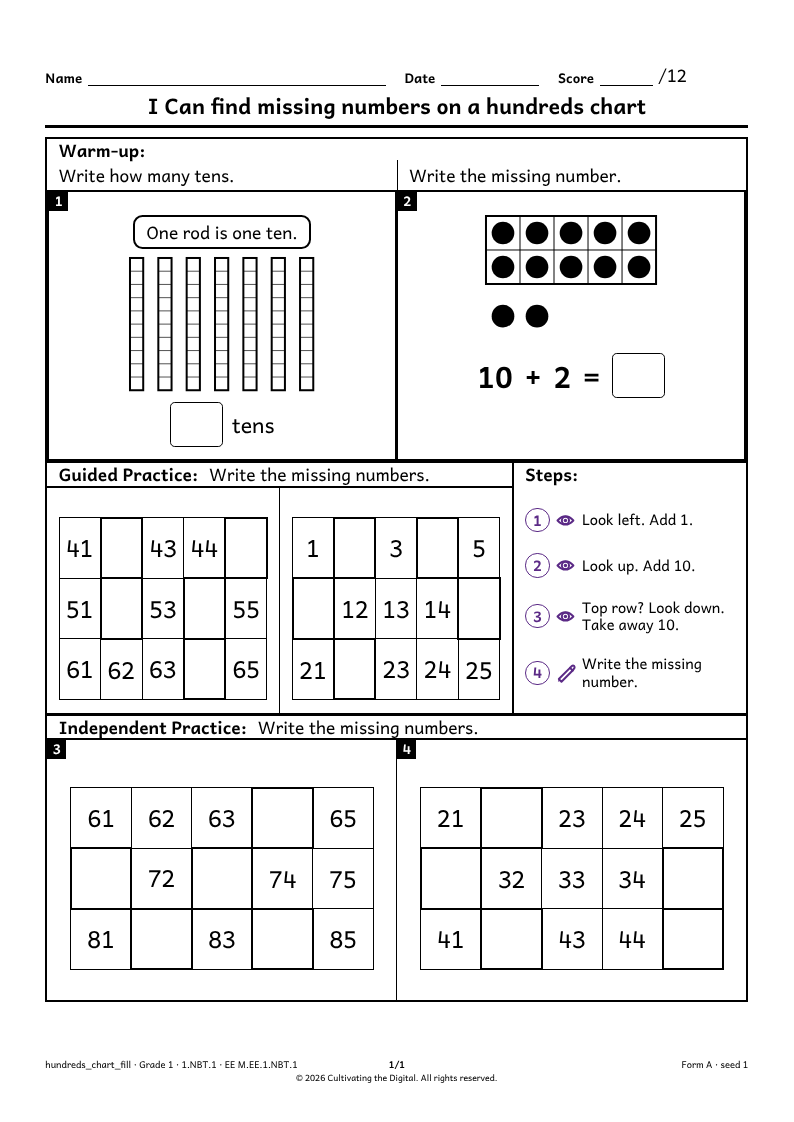 Name Date Score /12
I Can find missing numbers on a hundreds chart
Warm-up:
Write how many tens. Write the missing number.
1
One rod is one ten.
tens
2
10 + 2 =
Guided Practice: Write the missing numbers.
41 43 44
51 53 55
61 62 63 65
1 3 5
12 13 14
21 23 24 25
Steps:
1 Look left. Add 1.
2 Look up. Add 10.
3 Top row? Look down.
Take away 10.
4 Write the missing
number.
Independent Practice: Write the missing numbers.
3
61 62 63 65
72 74 75
81 83 85
4
21 23 24 25
32 33 34
41 43 44
hundreds_chart_fill · Grade 1 · 1.NBT.1 · EE M.EE.1.NBT.1 1/1 Form A · seed 1
© 2026 Cultivating the Digital. All rights reserved.